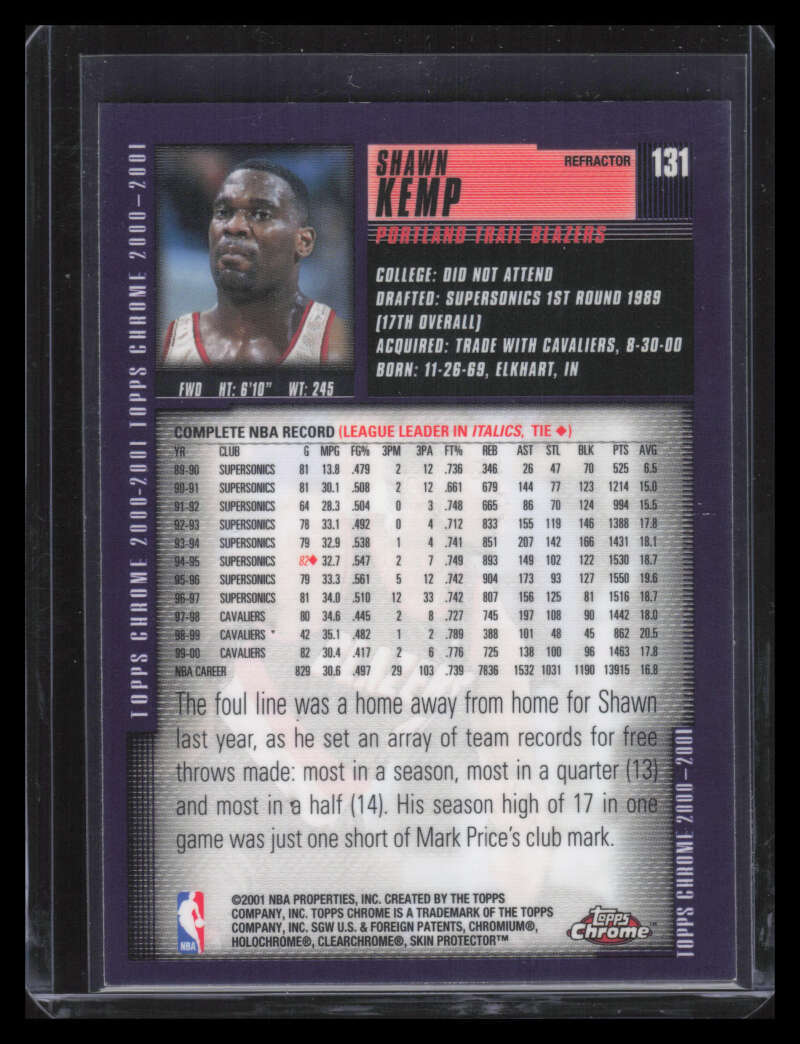 TOPPS CHROME 2000-2001 TOPPS CHROME 2000-2001
SHAWN
KEMP
REFRACTOR
131
PORTLAND TRAIL BLAZERS
COLLEGE: DID NOT ATTEND
DRAFTED: SUPERSONICS 1ST ROUND 1989
(17TH OVERALL)
ACQUIRED: TRADE WITH CAVALIERS, 8-30-00
BORN: 11-26-69, ELKHART, IN
FWD HT: 6'10" WT: 245
COMPLETE NBA RECORD (LEAGUE LEADER IN ITALICS, TIE ◆)
YR CLUB G MPG FG% 3PM 3PA FT% REB AST STL BLK PTS AVG
89-90 SUPERSONICS 81 13.8 .479 2 12 .736 346 26 47 70 525 6.5
90-91 SUPERSONICS 81 30.1 .508 2 12 .661 679 144 77 123 1214 15.0
91-92 SUPERSONICS 64 28.3 .504 0 3 .748 665 86 70 124 994 15.5
92-93 SUPERSONICS 78 33.1 .492 0 4 .712 833 155 119 146 1388 17.8
93-94 SUPERSONICS 79 32.9 .538 1 4 .741 851 207 142 166 1431 18.1
94-95 SUPERSONICS 82◆ 32.7 .547 2 7 .749 893 149 102 122 1530 18.7
95-96 SUPERSONICS 79 33.3 .561 5 12 .742 904 173 93 127 1550 19.6
96-97 SUPERSONICS 81 34.0 .510 12 33 .742 807 156 125 81 1516 18.7
97-98 CAVALIERS 80 34.6 .445 2 8 .727 745 197 108 90 1442 18.0
98-99 CAVALIERS * 42 35.1 .482 1 2 .789 388 101 48 45 862 20.5
99-00 CAVALIERS 82 30.4 .417 2 6 .776 725 138 100 96 1463 17.8
NBA CAREER 829 30.6 .497 29 103 .739 7836 1532 1031 1190 13915 16.8
The foul line was a home away from home for Shawn
last year, as he set an array of team records for free
throws made: most in a season, most in a quarter (13)
and most in a half (14). His season high of 17 in one
game was just one short of Mark Price's club mark.
TOPPS CHROME 2000-2001
NBA
©2001 NBA PROPERTIES, INC. CREATED BY THE TOPPS
COMPANY, INC. TOPPS CHROME IS A TRADEMARK OF THE TOPPS
COMPANY, INC. SGW U.S. & FOREIGN PATENTS, CHROMIUM®,
HOLOCHROME®, CLEARCHROME®, SKIN PROTECTOR™
Topps
Chrome™